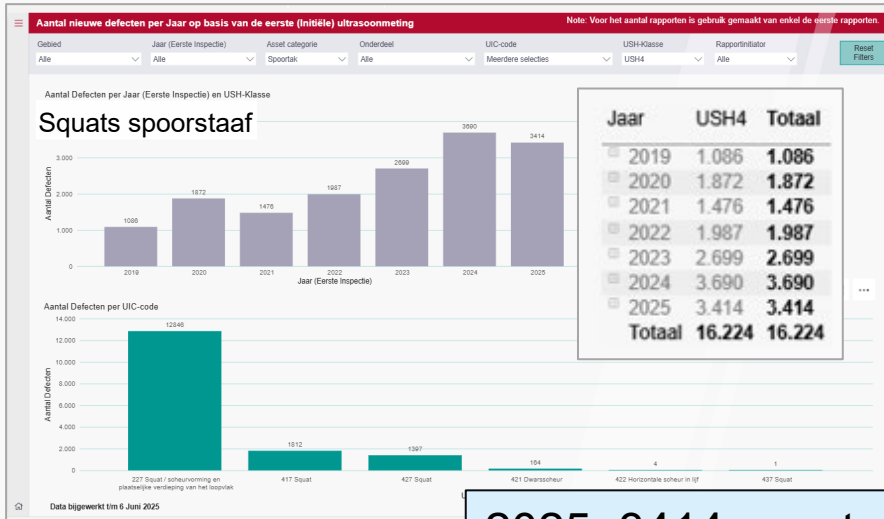 Aantal nieuwe defecten per Jaar op basis van de eerste (Initiële) ultrasoonmeting
Note: Voor het aantal rapporten is gebruik gemaakt van enkel de eerste rapporten.
Gebied Jaar (Eerste Inspectie) Asset categorie Onderdeel UIC-code USH-Klasse Rapportinitiator
Alle Alle Spoortak Alle Meerdere selecties USH4 Alle
Reset
Filters
Aantal Defecten per Jaar (Eerste Inspectie) en USH-Klasse
Squats spoorstaaf
Aantal Defecten
3.000
2.000
1.000
0
1086 1872 1476 1987 2699 3690 3414
2019 2020 2021 2022 2023 2024 2025
Jaar (Eerste Inspectie)
Jaar USH4 Totaal
2019 1.086 1.086
2020 1.872 1.872
2021 1.476 1.476
2022 1.987 1.987
2023 2.699 2.699
2024 3.690 3.690
2025 3.414 3.414
Totaal 16.224 16.224
Aantal Defecten per UIC-code
Aantal Defecten
14.000
12.000
10.000
8.000
6.000
4.000
2.000
0
12846 1812 1397 164 4 1
227 Squat / scheurvorming en
plaatselijke verdieping van het loopvlak
417 Squat
427 Squat
421 Dwarsscheur
422 Horizontale scheur in lijf
437 Squat
Data bijgewerkt t/m 6 Juni 2025